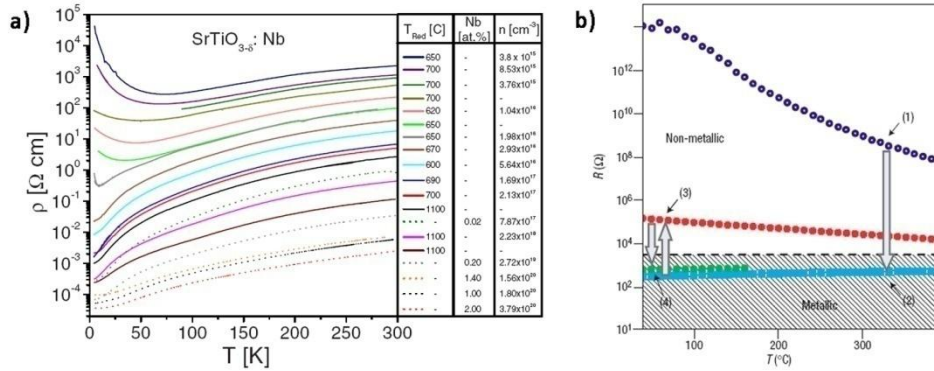 a)
SrTiO3-δ: Nb
ρ [Ω cm]
10^5
10^4
10^3
10^2
10^1
10^0
10^-1
10^-2
10^-3
10^-4
0 50 100 150 200 250 300
T [K]
T_Red [C] Nb [at.%] n [cm^-3]
650 - 3.8 x 10^15
700 - 8.53x10^15
700 - 3.76x10^15
700 - -
620 - 1.04x10^16
650 - -
650 - 1.98x10^16
670 - 2.93x10^16
600 - 5.64x10^16
690 - 1.69x10^17
700 - 2.13x10^17
1100 - -
- 0.02 7.87x10^17
1100 - 2.23x10^18
1100 - -
- 0.20 2.72x10^19
- 1.40 1.56x10^20
- 1.00 1.80x10^20
- 2.00 3.79x10^20
b)
R (Ω)
10^12
10^10
10^8
10^6
10^4
10^2
10^1
(1)
Non-metallic
(3)
(4)
(2)
Metallic
100 200 300
T(°C)